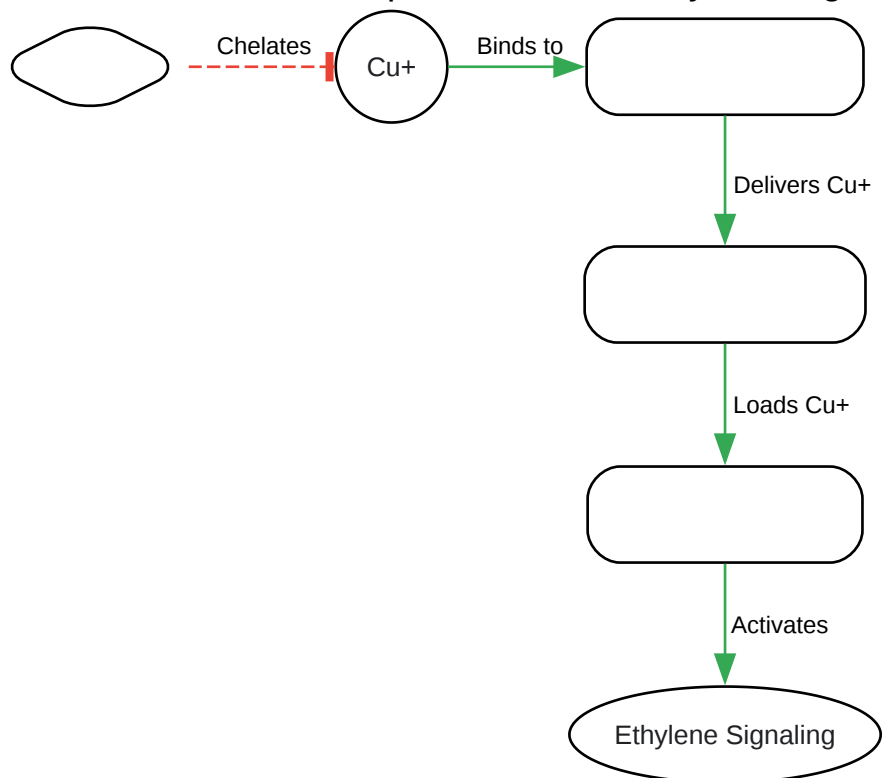 Chelates
Cu+
Binds to
Delivers Cu+
Loads Cu+
Activates
Ethylene Signaling